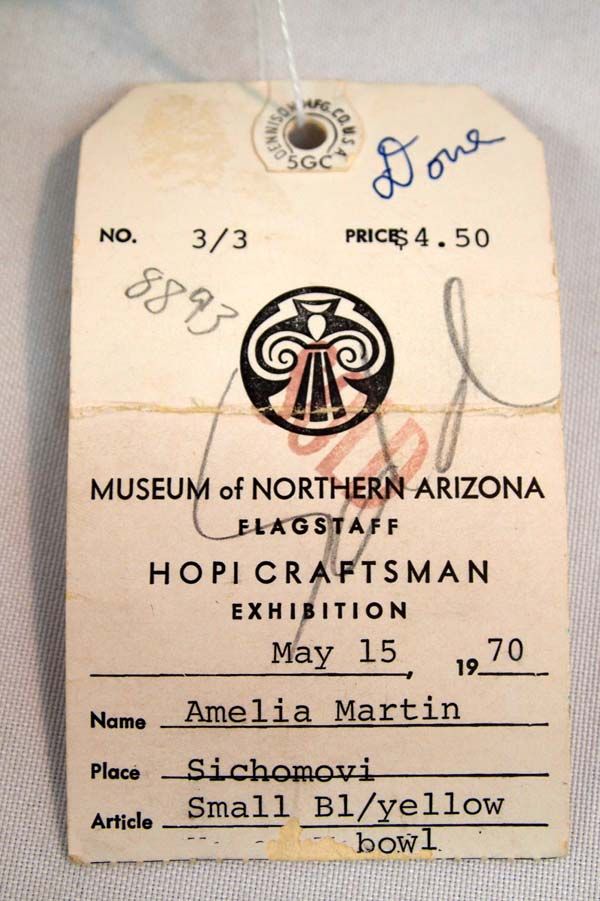 DENNISON MFG. CO. U.S.A
5GC
Done
NO. 3/3 PRICE $4.50
8893
SOLD
MUSEUM of NORTHERN ARIZONA
FLAGSTAFF
HOPI CRAFTSMAN
EXHIBITION
May 15, 1970
Name Amelia Martin
Place Sichomovi
Article Small Bl/yellow
bowl